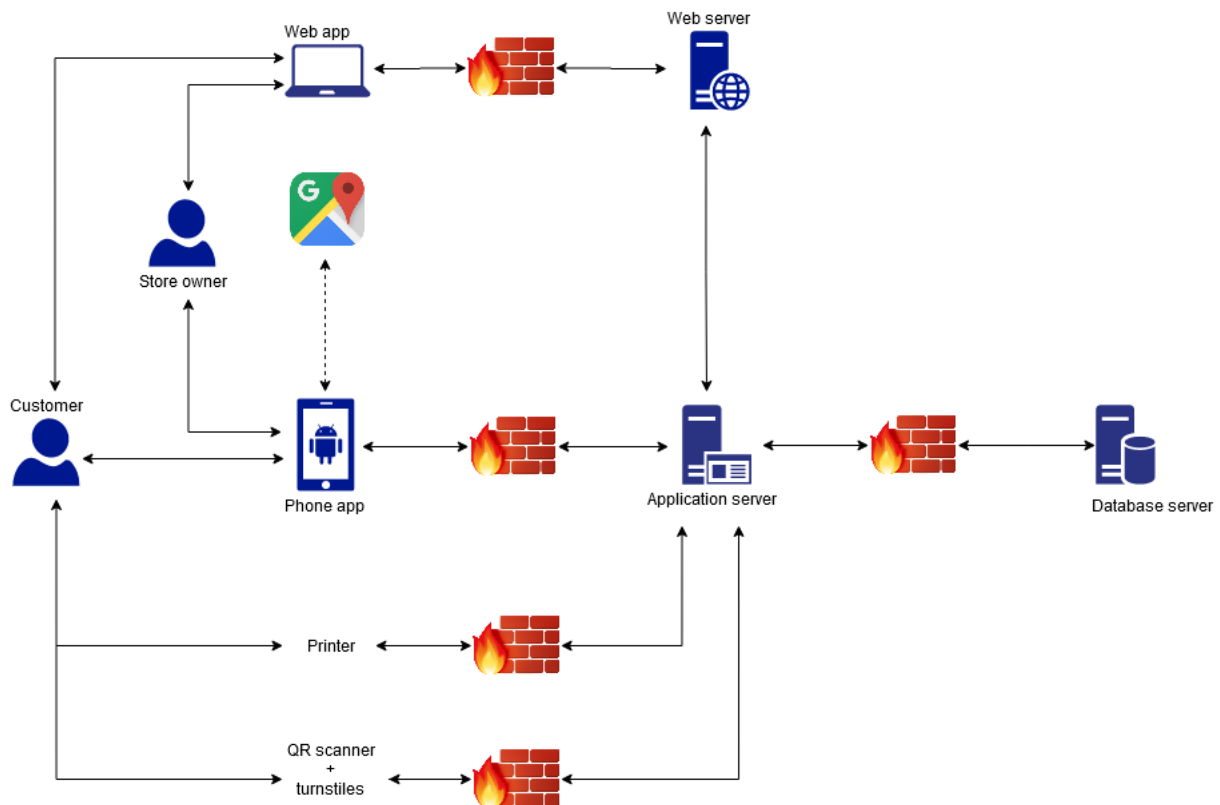 Web app
Web server
G
Store owner
Customer
Phone app
Application server
Database server
Printer
QR scanner
+
turnstiles